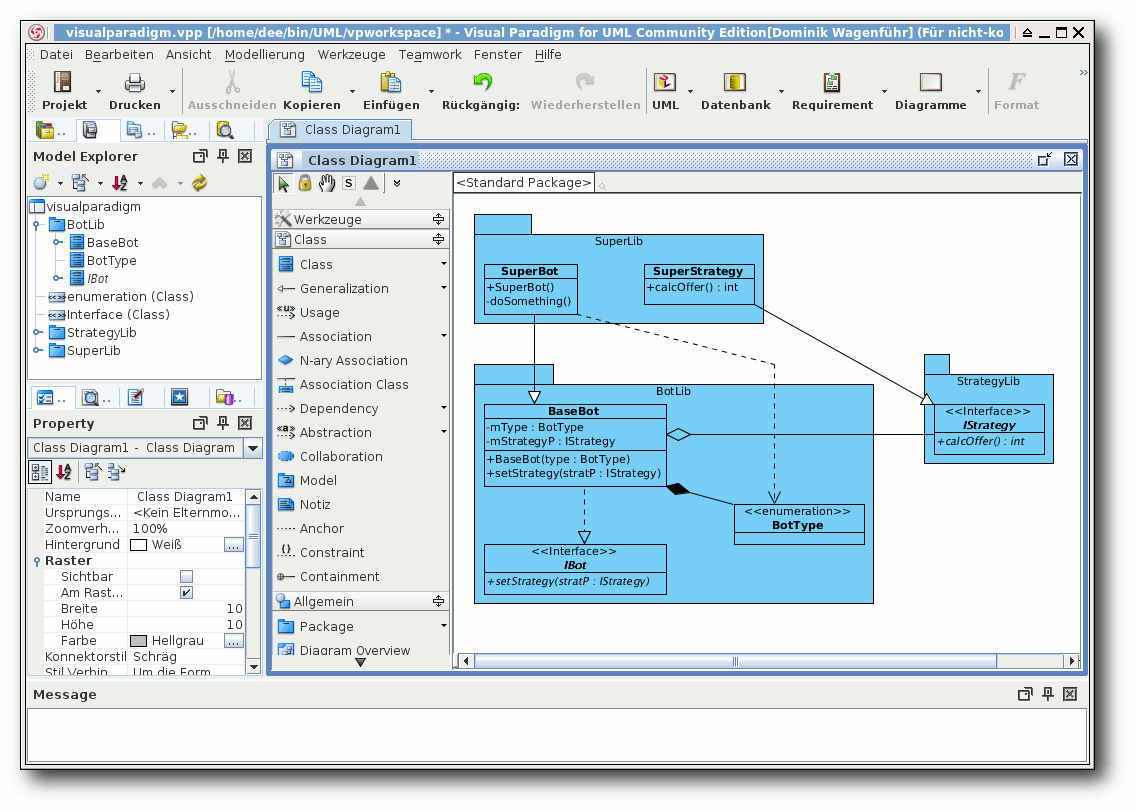 visualparadigm.vpp [/home/dee/bin/UML/vpworkspace] * - Visual Paradigm for UML Community Edition[Dominik Wagenführ] (Für nicht-ko
Datei Bearbeiten Ansicht Modellierung Werkzeuge Teamwork Fenster Hilfe
Projekt Drucken Ausschneiden Kopieren Einfügen Rückgängig: Wiederherstellen UML Datenbank Requirement Diagramme Format
Class Diagram1
Model Explorer
visualparadigm
BotLib
BaseBot
BotType
IBot
enumeration (Class)
Interface (Class)
StrategyLib
SuperLib
Property
Class Diagram1 - Class Diagram
Name Class Diagram1
Ursprungs... <Kein Elternmo...
Zoomverh... 100%
Hintergrund Weiß ...
Raster
Sichtbar
Am Rast...
Breite 10
Höhe 10
Farbe Hellgrau ...
Konnektorstil Schräg
Stil Verbin Um die Form
Class Diagram1
S
Werkzeuge
Class
Class
Generalization
<<u>> Usage
Association
N-ary Association
Association Class
Dependency
<<a>> Abstraction
Collaboration
Model
Notiz
Anchor
Constraint
Containment
Allgemein
Package
Diagram Overview
<Standard Package>
SuperLib
SuperBot
+SuperBot()
-doSomething()
SuperStrategy
+calcOffer() : int
BotLib
BaseBot
-mType : BotType
-mStrategyP : IStrategy
+BaseBot(type : BotType)
+setStrategy(stratP : IStrategy)
<<Interface>>
IBot
+setStrategy(stratP : IStrategy)
<<enumeration>>
BotType
StrategyLib
<<Interface>>
IStrategy
+calcOffer() : int
Message